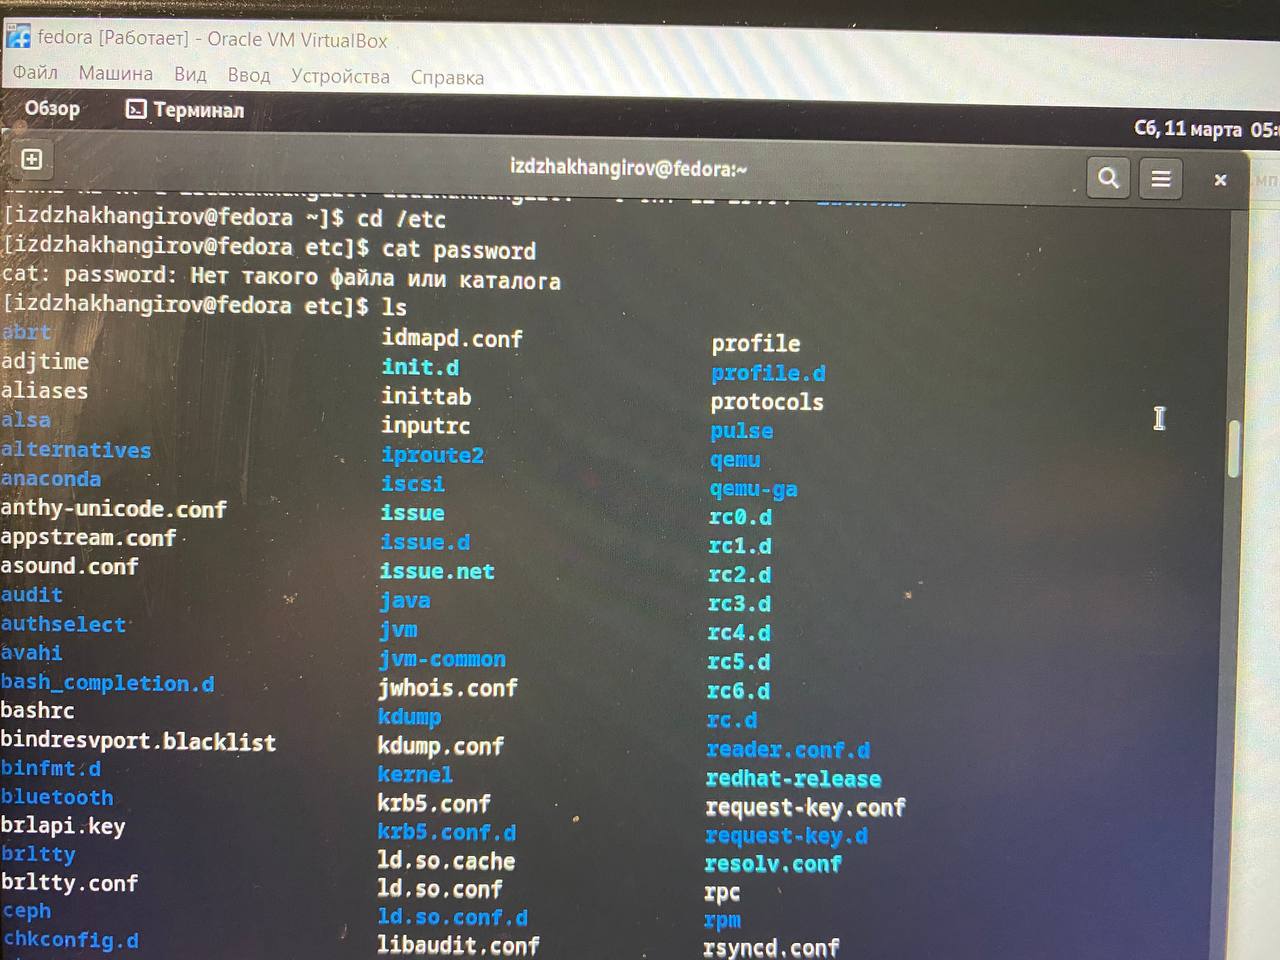 fedora [Работает] - Oracle VM VirtualBox
Файл Машина Вид Ввод Устройства Справка
Обзор Терминал
Сб, 11 марта 05:
izdzhakhangirov@fedora:~
[izdzhakhangirov@fedora ~]$ cd /etc
[izdzhakhangirov@fedora etc]$ cat password
cat: password: Нет такого файла или каталога
[izdzhakhangirov@fedora etc]$ ls
abrt idmapd.conf profile
adjtime init.d profile.d
aliases inittab protocols
alsa inputrc pulse
alternatives iproute2 qemu
anaconda iscsi qemu-ga
anthy-unicode.conf issue rc0.d
appstream.conf issue.d rc1.d
asound.conf issue.net rc2.d
audit java rc3.d
authselect jvm rc4.d
avahi jvm-common rc5.d
bash_completion.d jwhois.conf rc6.d
bashrc kdump rc.d
bindresvport.blacklist kdump.conf reader.conf.d
binfmt.d kernel redhat-release
bluetooth krb5.conf request-key.conf
brlapi.key krb5.conf.d request-key.d
brltty ld.so.cache resolv.conf
brltty.conf ld.so.conf rpc
ceph ld.so.conf.d rpm
chkconfig.d libaudit.conf rsyncd.conf